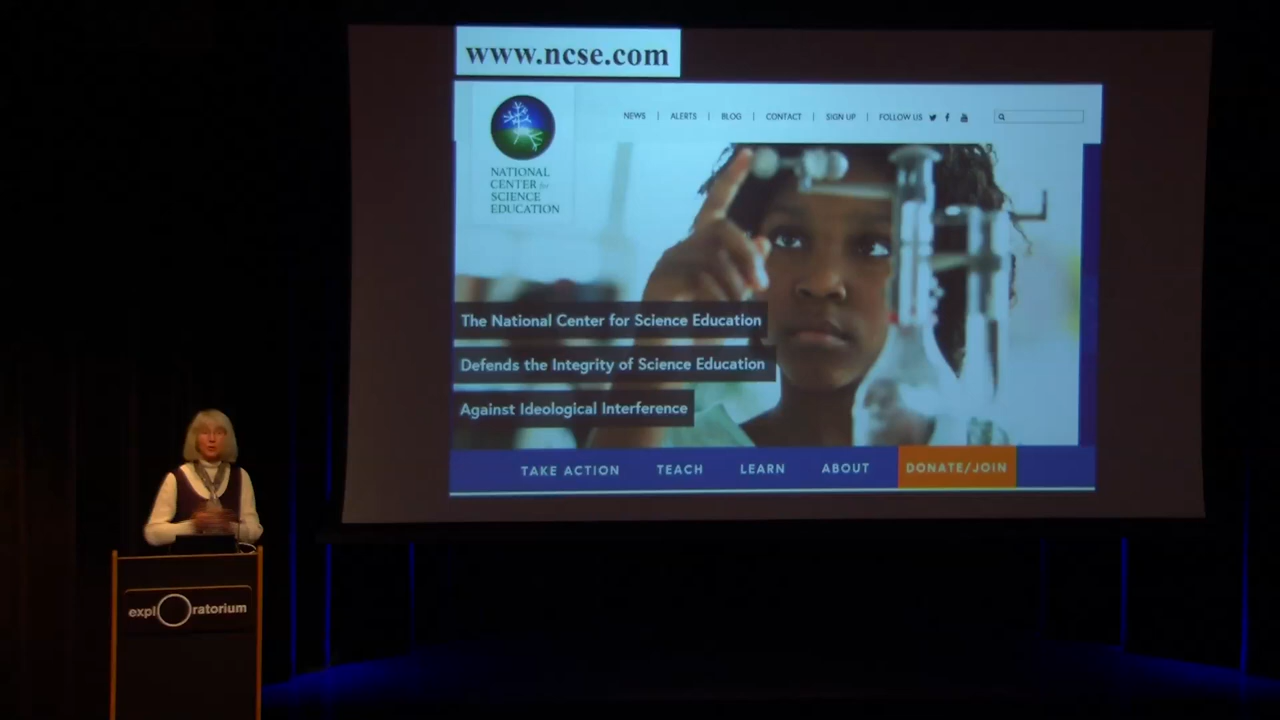 www.ncse.com
NEWS | ALERTS | BLOG | CONTACT | SIGN UP | FOLLOW US
NATIONAL
CENTER for
SCIENCE
EDUCATION
The National Center for Science Education
Defends the Integrity of Science Education
Against Ideological Interference
TAKE ACTION TEACH LEARN ABOUT DONATE/JOIN
explOratorium